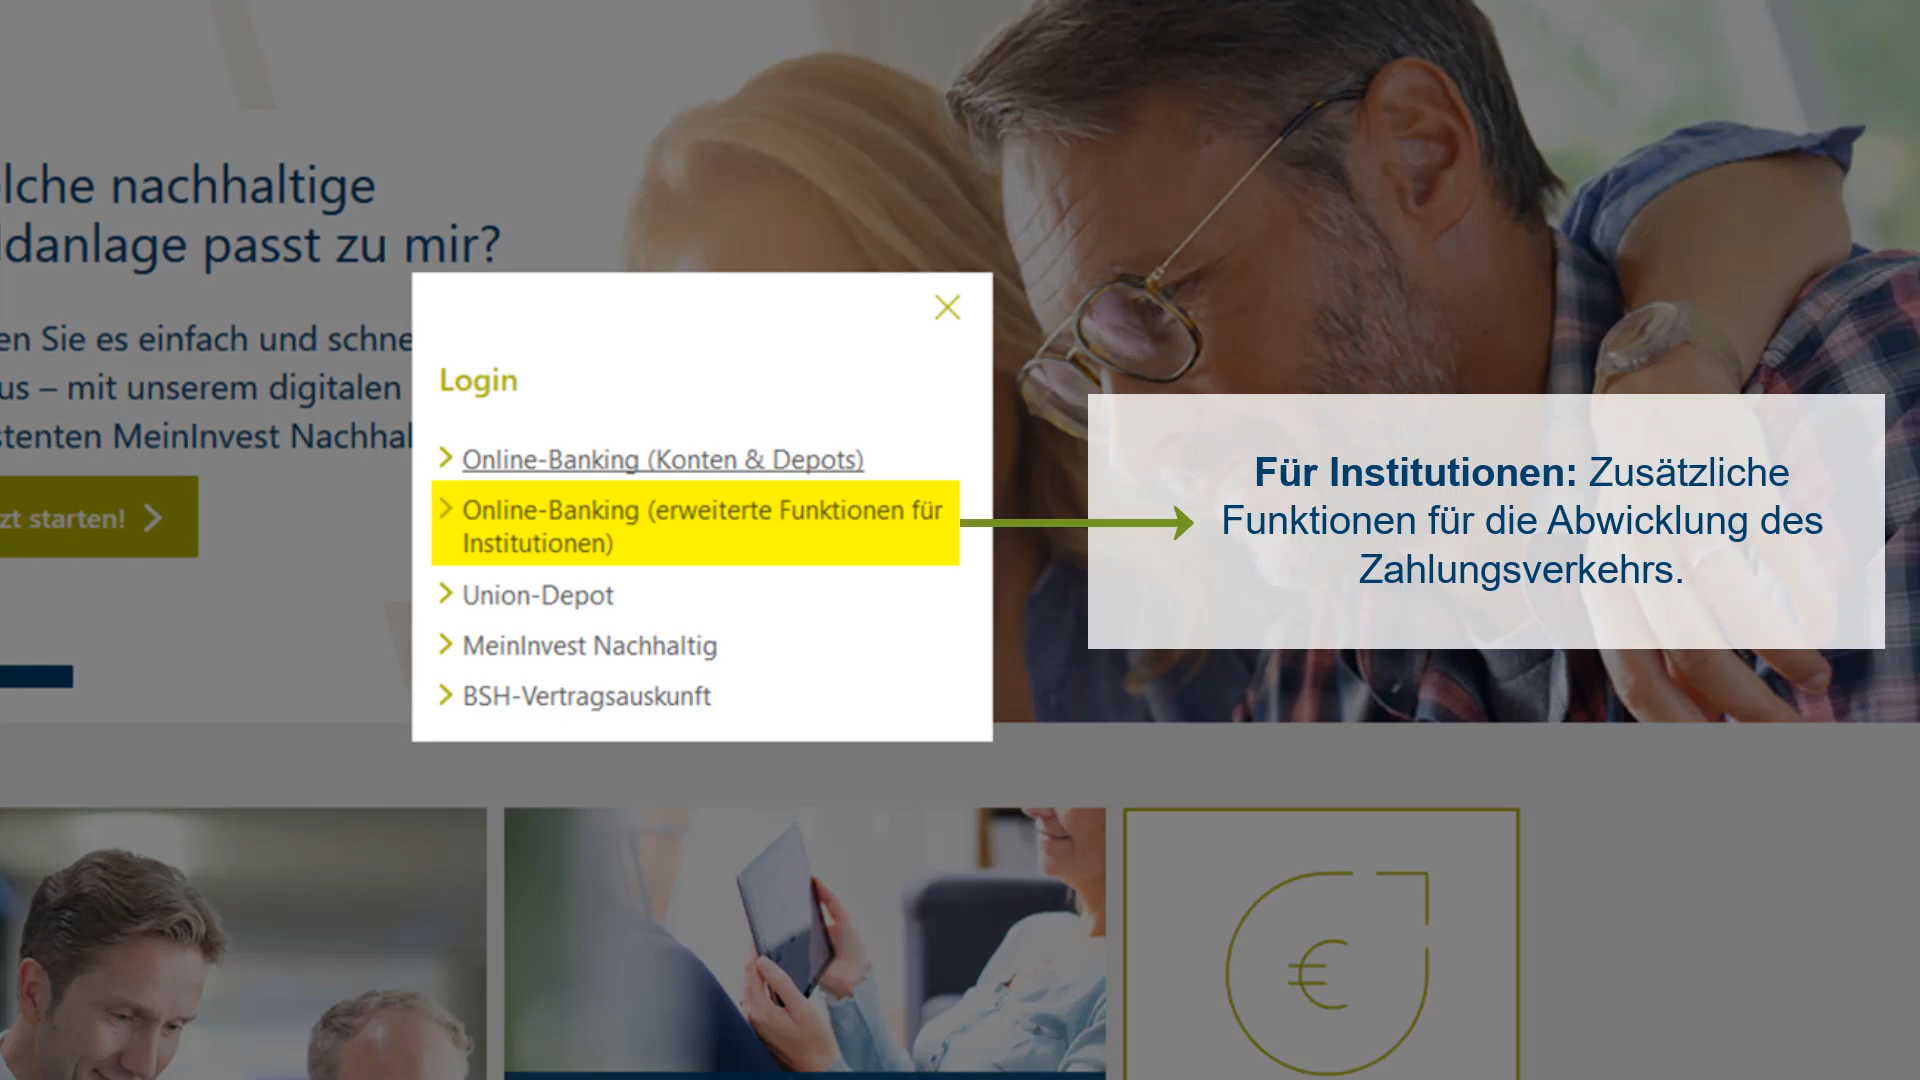 lche nachhaltige
danlage passt zu mir?
en Sie es einfach und schne
us – mit unserem digitalen
stenten MeinInvest Nachhal
zt starten!
Login
Online-Banking (Konten & Depots)
Online-Banking (erweiterte Funktionen für
Institutionen)
Union-Depot
MeinInvest Nachhaltig
BSH-Vertragsauskunft
Für Institutionen: Zusätzliche
Funktionen für die Abwicklung des
Zahlungsverkehrs.
€